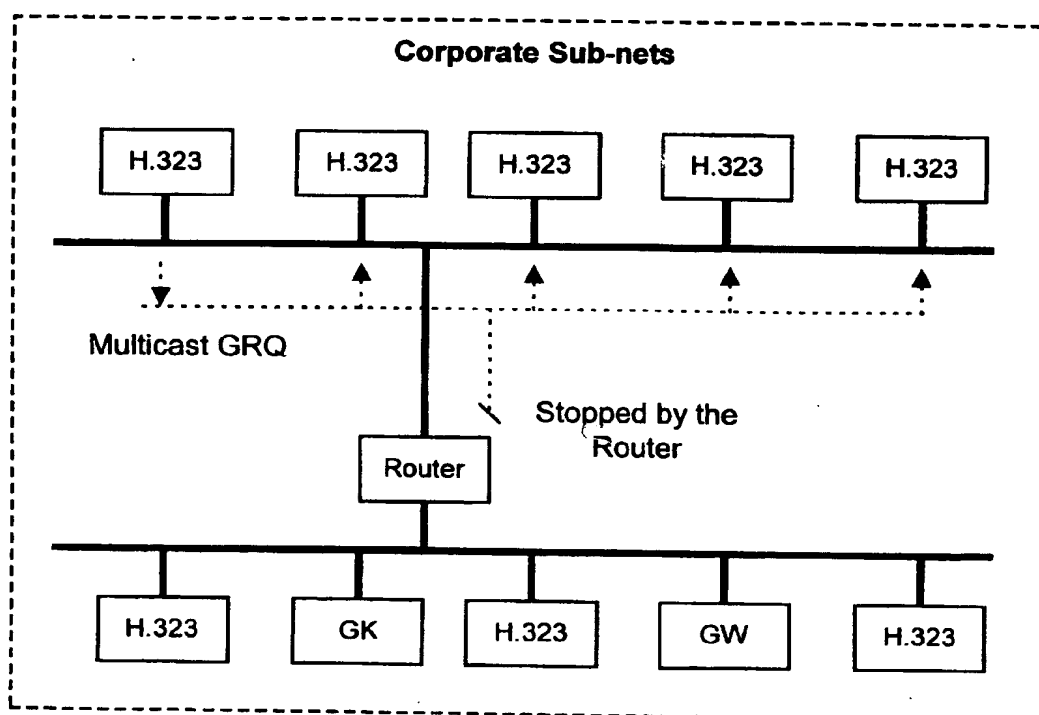 Corporate Sub-nets
H.323 H.323 H.323 H.323 H.323
Multicast GRQ
Stopped by the
Router
Router
H.323 GK H.323 GW H.323